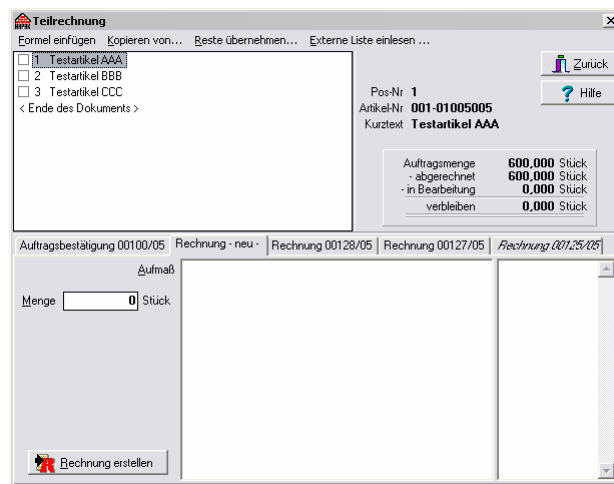 Teilrechnung
Formel einfügen Kopieren von... Reste übernehmen... Externe Liste einlesen ...
1 Testartikel AAA
2 Testartikel BBB
3 Testartikel CCC
< Ende des Dokuments >
Zurück
Hilfe
Pos-Nr 1
Artikel-Nr 001-01005005
Kurztext Testartikel AAA
Auftragsmenge 600,000 Stück
- abgerechnet 600,000 Stück
- in Bearbeitung 0,000 Stück
verbleiben 0,000 Stück
Auftragsbestätigung 00100/05 Rechnung - neu - Rechnung 00128/05 Rechnung 00127/05 Rechnung 00125/05
Aufmaß
Menge 0 Stück
Rechnung erstellen